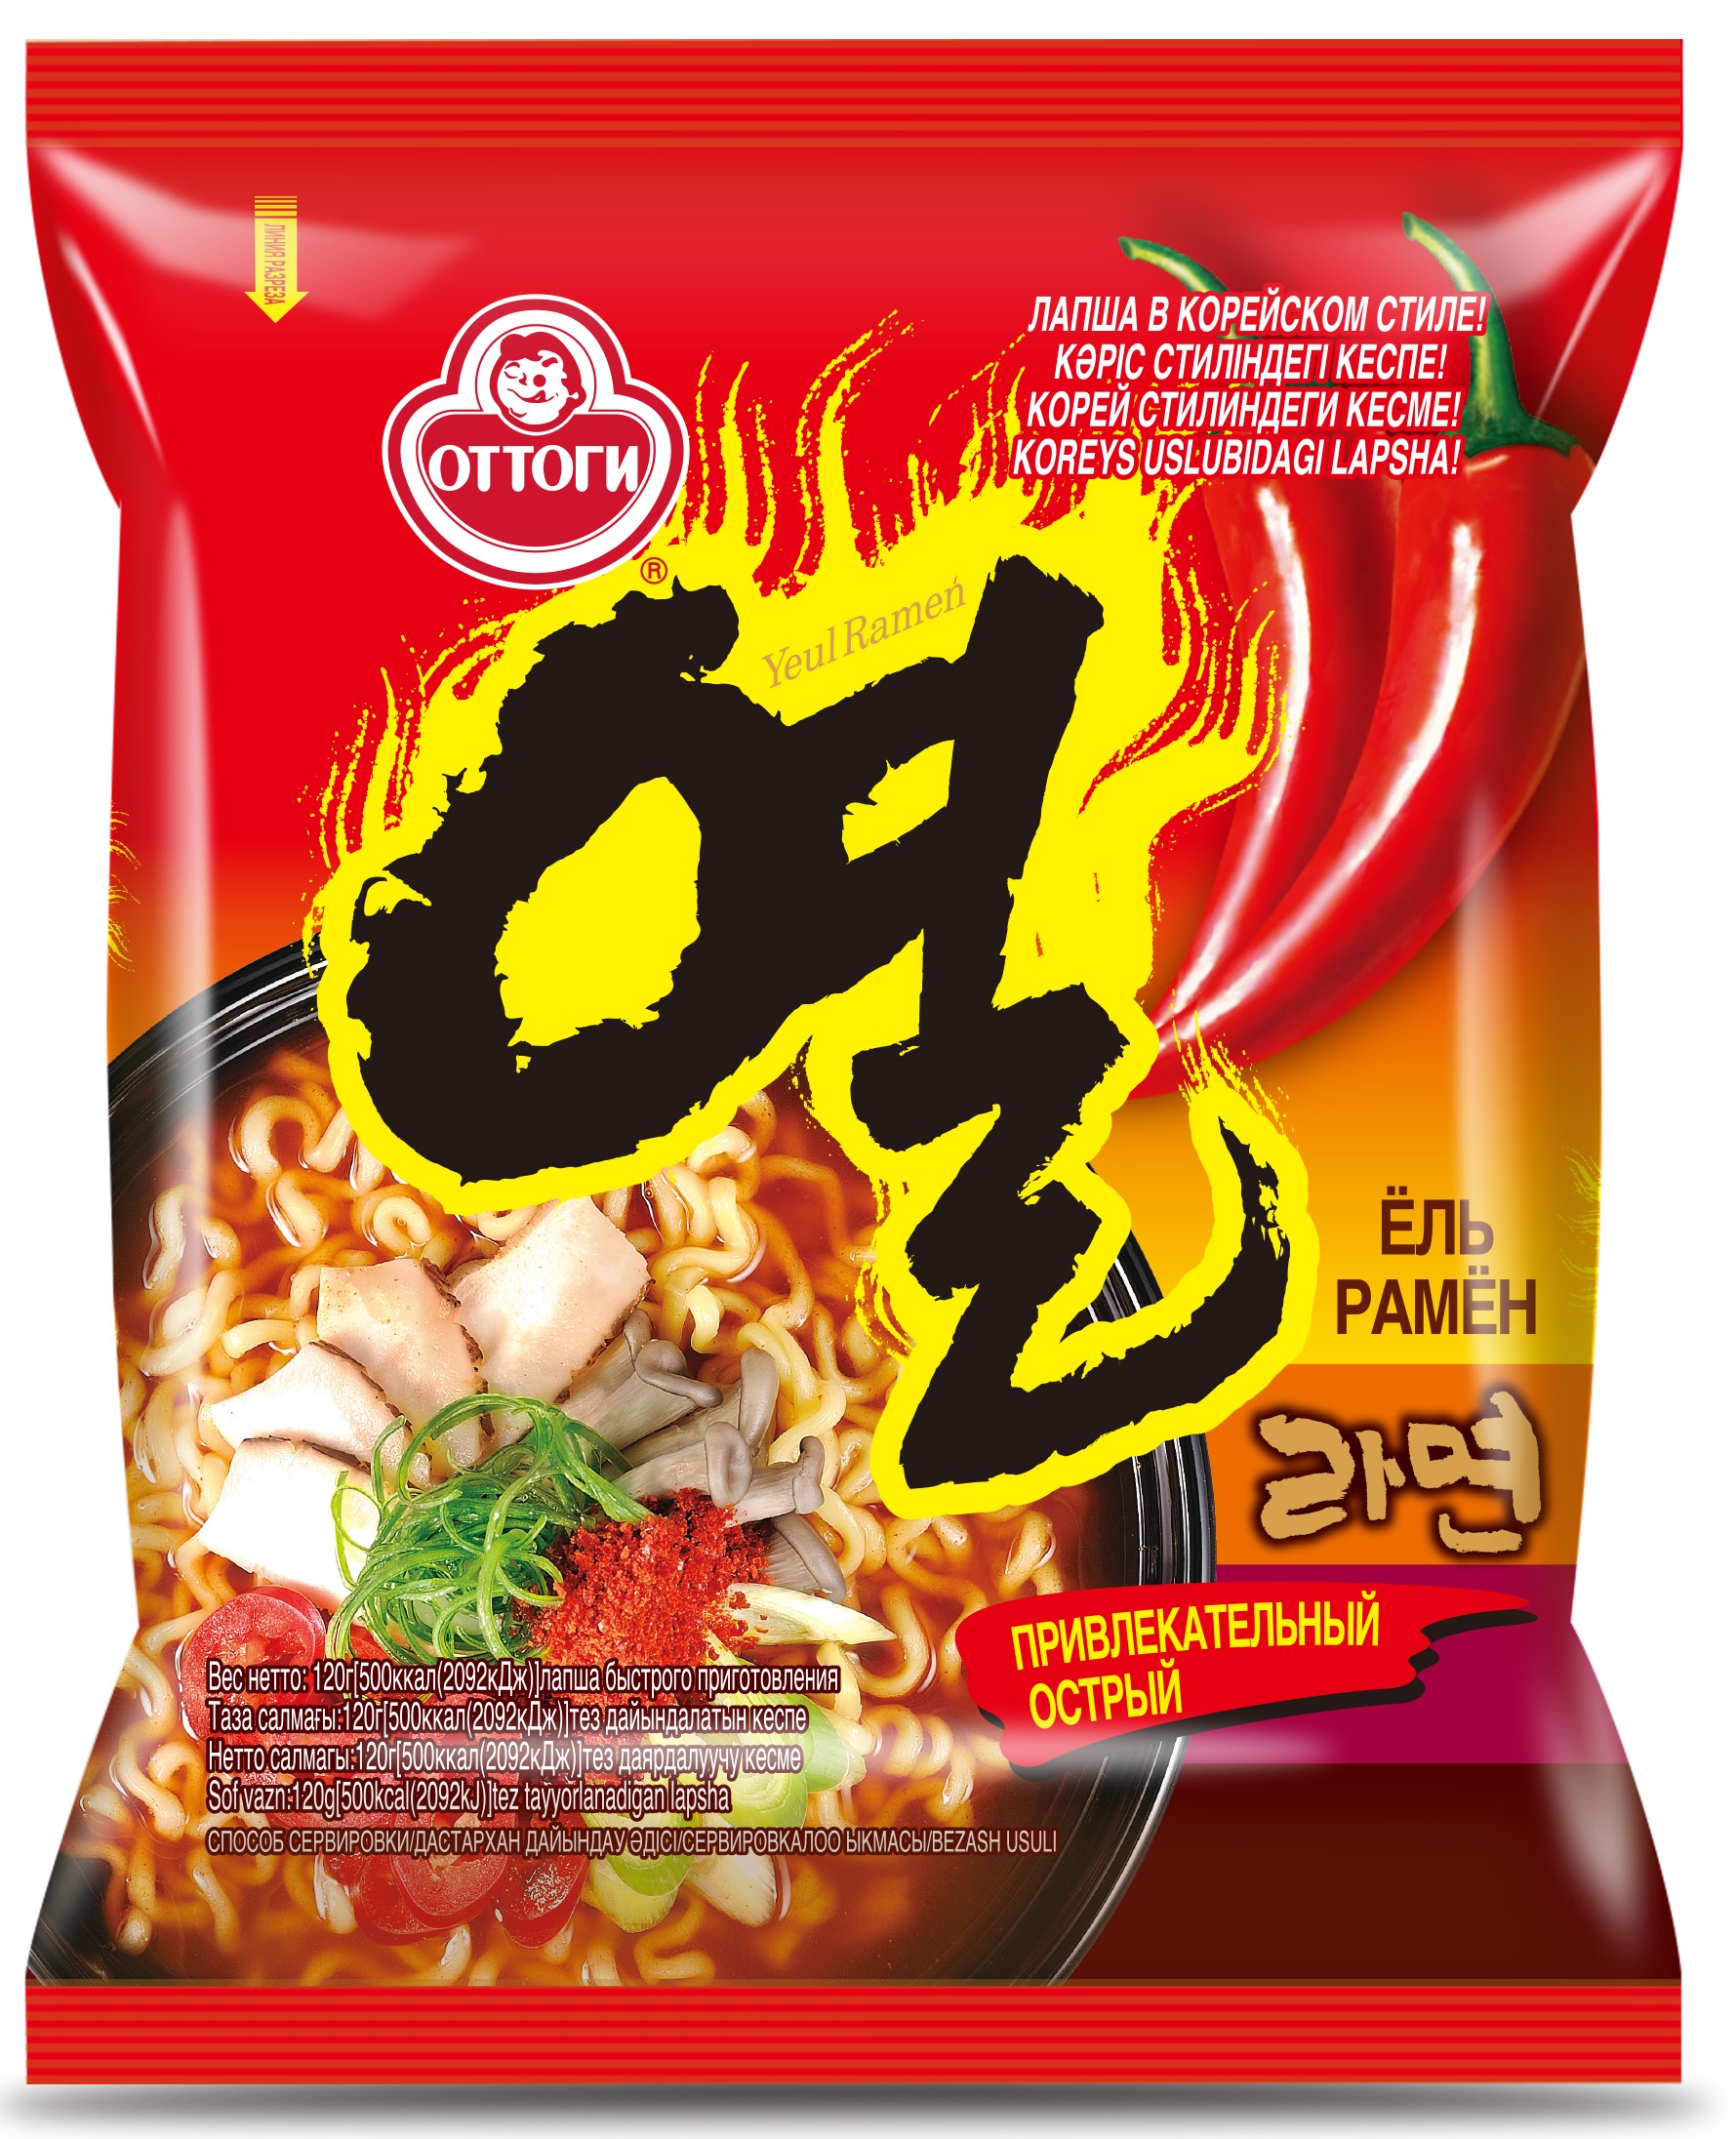 ЛИНИЯ РАЗРЕЗА
ОТТОГИ
®
ЛАПША В КОРЕЙСКОМ СТИЛЕ!
КӘРІС СТИЛІНДЕГІ КЕСПЕ!
КОРЕЙ СТИЛИНДЕГИ КЕСМЕ!
KOREYS USLUBIDAGI LAPSHA!
Yeul Rameń
열
ЁЛЬ
РАМЁН
라면
ПРИВЛЕКАТЕЛЬНЫЙ
ОСТРЫЙ
Вес нетто: 120г[500ккал(2092кДж)]лапша быстрого приготовления
Таза салмағы:120г[500ккал(2092кДж)]тез дайындалатын кеспе
Нетто салмагы:120г[500ккал(2092кДж)]тез даярдалуучу кесме
Sof vazn:120g[500kcal(2092kJ)]tez tayyorlanadigan lapsha
СПОСОБ СЕРВИРОВКИ/ДАСТАРХАН ДАЙЫНДАУ ӘДІСІ/СЕРВИРОВКАЛОО ЫКМАСЫ/BEZASH USULI